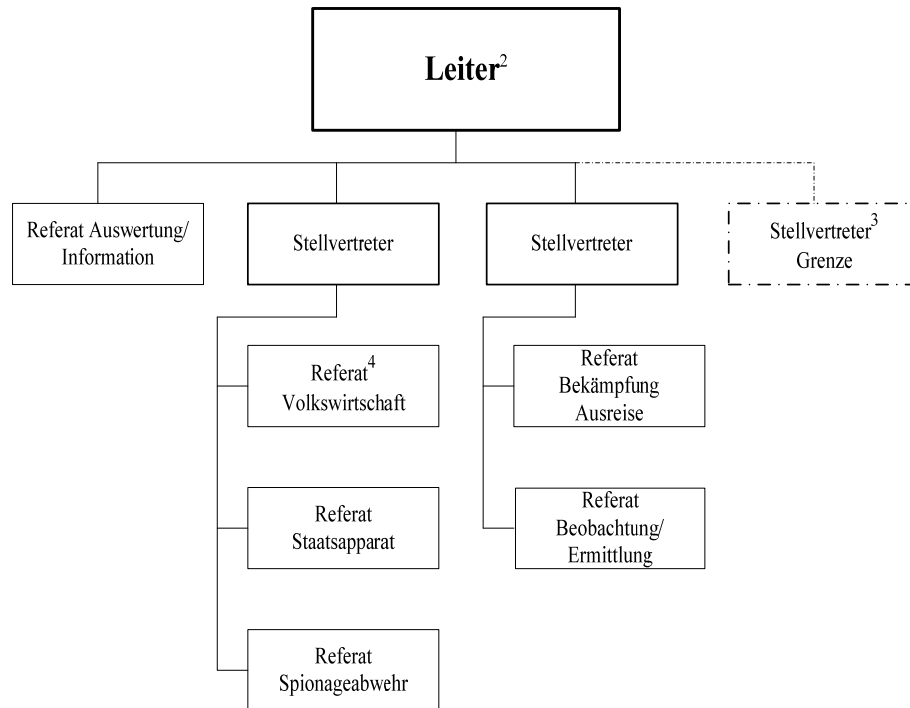 Leiter²
Referat Auswertung/
Information
Stellvertreter
Stellvertreter
Stellvertreter³
Grenze
Referat⁴
Volkswirtschaft
Referat
Bekämpfung
Ausreise
Referat
Staatsapparat
Referat
Beobachtung/
Ermittlung
Referat
Spionageabwehr